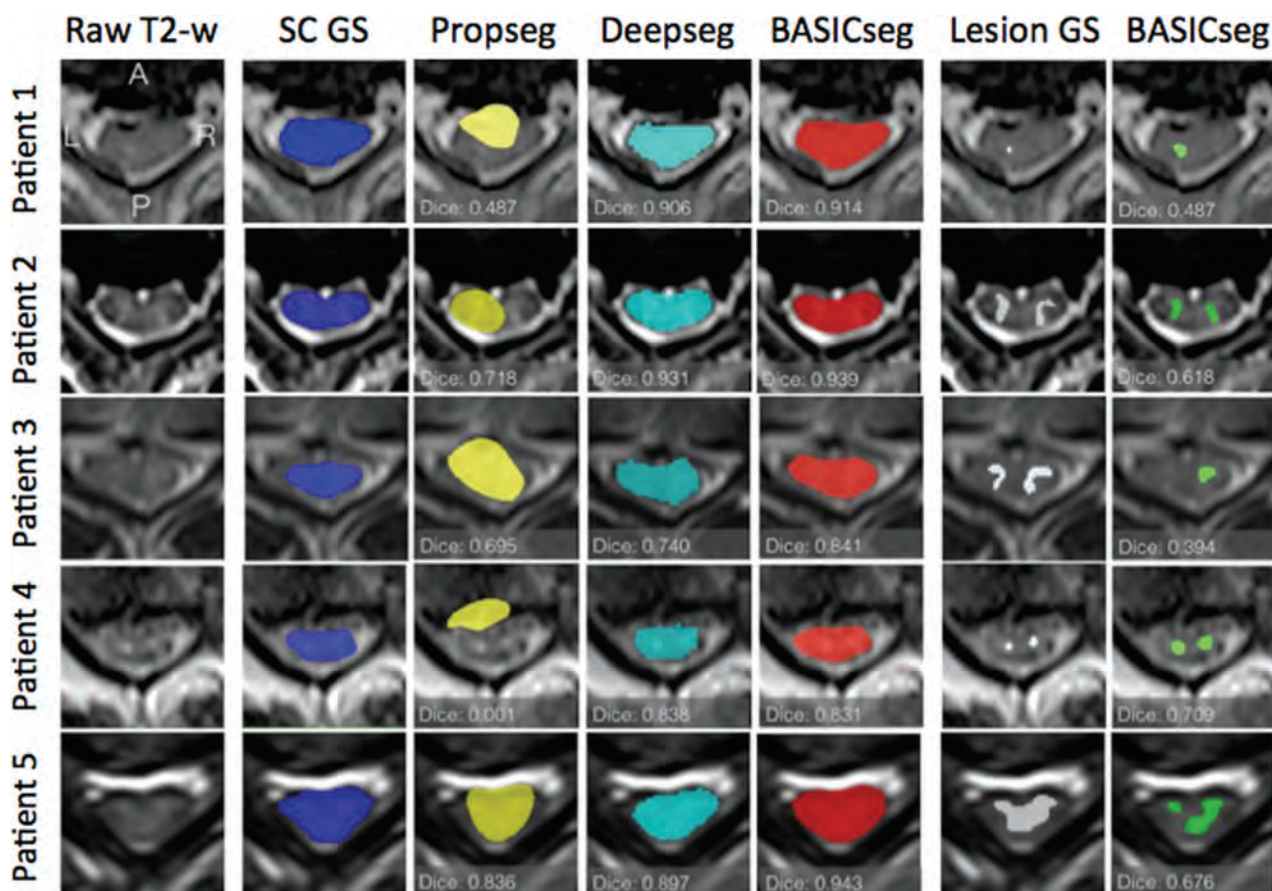 Raw T2-w SC GS Propseg Deepseg BASICseg Lesion GS BASICseg
Patient 1
A
L R
P
Dice: 0.487 Dice: 0.906 Dice: 0.914 Dice: 0.487
Patient 2
Dice: 0.718 Dice: 0.931 Dice: 0.939 Dice: 0.618
Patient 3
Dice: 0.695 Dice: 0.740 Dice: 0.841 Dice: 0.394
Patient 4
Dice: 0.001 Dice: 0.838 Dice: 0.831 Dice: 0.709
Patient 5
Dice: 0.836 Dice: 0.897 Dice: 0.943 Dice: 0.676